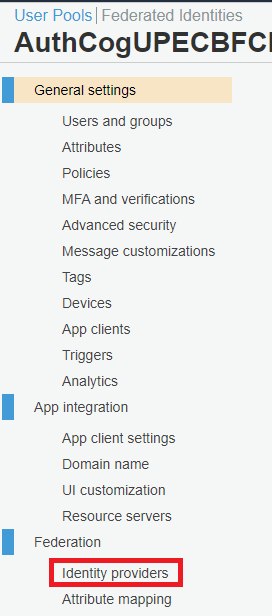 User Pools | Federated Identities
AuthCogUPECBFC
General settings
Users and groups
Attributes
Policies
MFA and verifications
Advanced security
Message customizations
Tags
Devices
App clients
Triggers
Analytics
App integration
App client settings
Domain name
UI customization
Resource servers
Federation
Identity providers
Attribute mapping